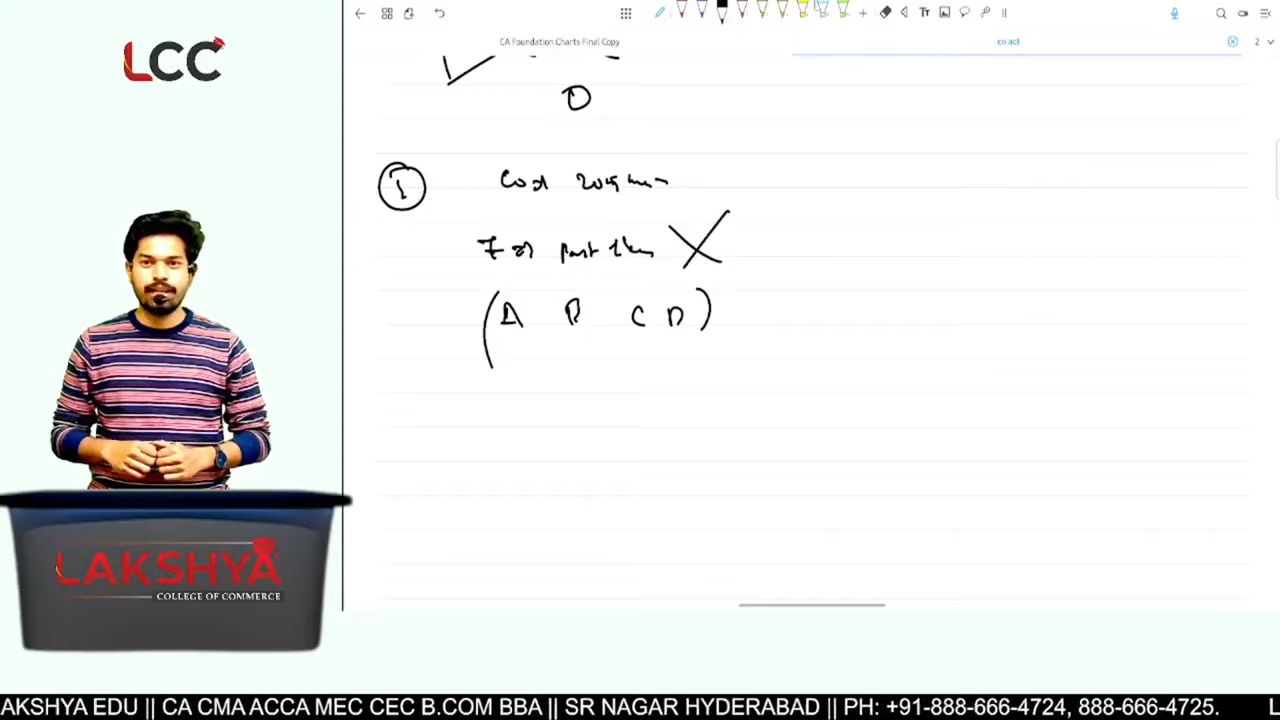 LCC
CA Foundation Charts Final Copy
co act
2
Tt
D
1
For
(A B C D)
LAKSHYA
COLLEGE OF COMMERCE
AKSHYA EDU || CA CMA ACCA MEC CEC B.COM BBA || SR NAGAR HYDERABAD || PH: +91-888-666-4724, 888-666-4725. L